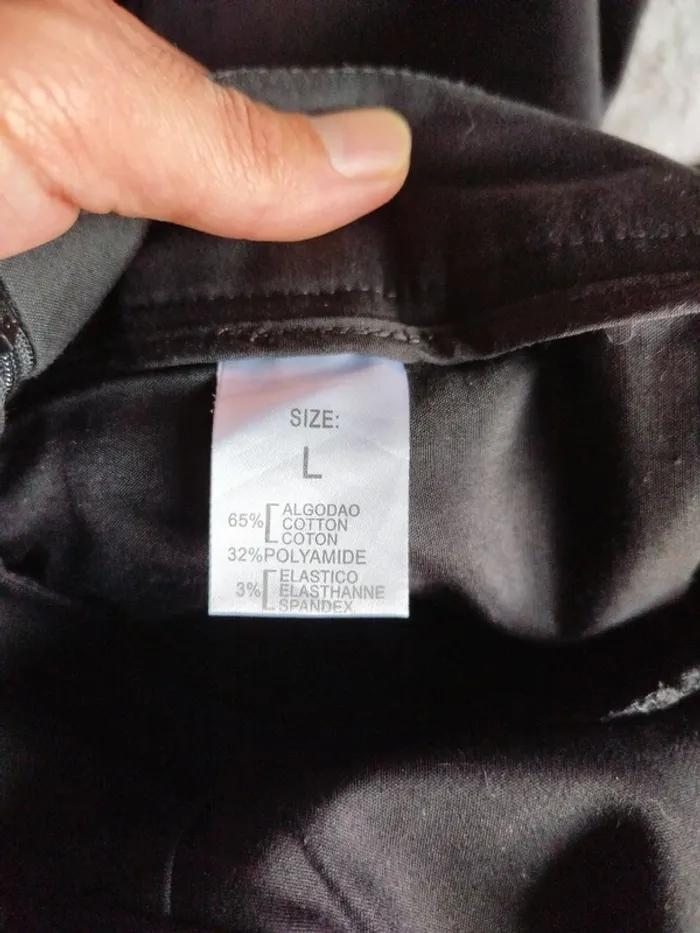 SIZE:
L
65% ALGODAO
COTTON
COTON
32%POLYAMIDE
3% ELASTICO
ELASTHANNE
SPANDEX